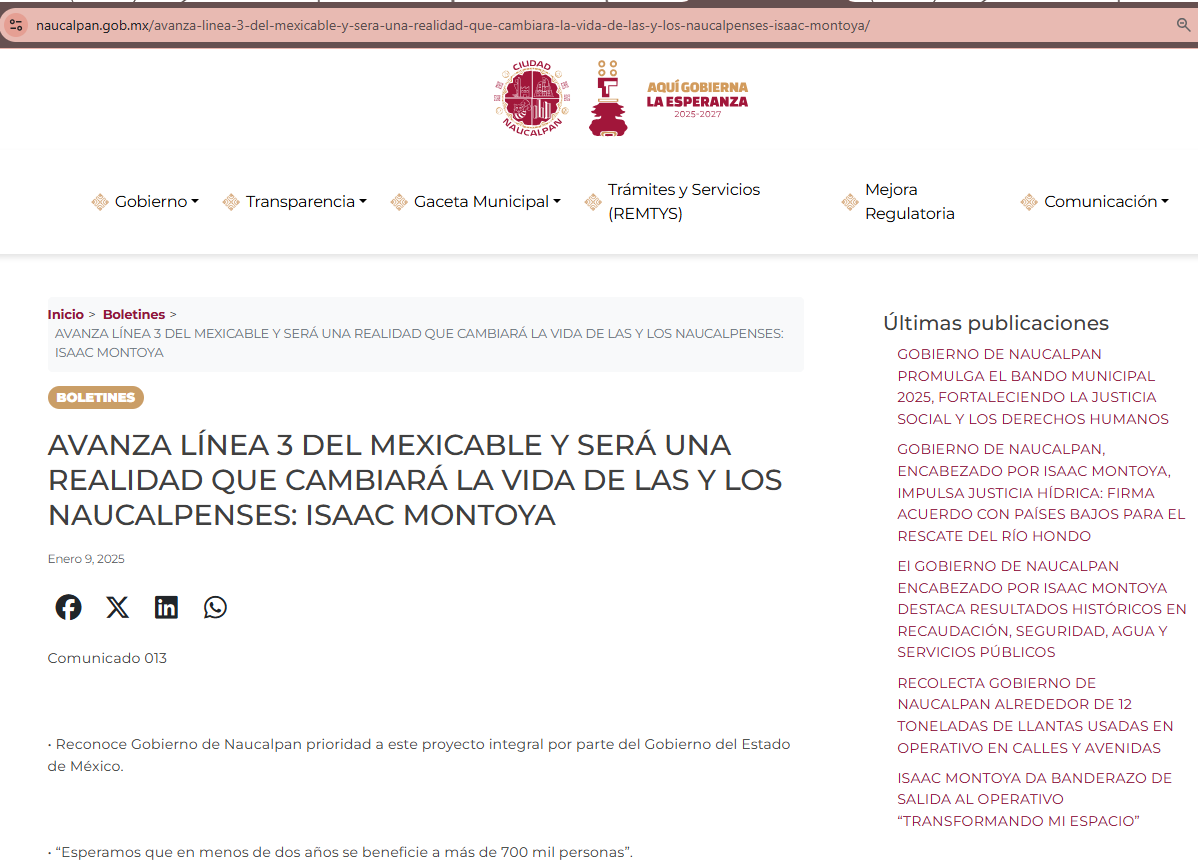 naucalpan.gob.mx/avanza-linea-3-del-mexicable-y-sera-una-realidad-que-cambiara-la-vida-de-las-y-los-naucalpenses-isaac-montoya/
CIUDAD
NAUCALPAN
AQUÍ GOBIERNA
LA ESPERANZA
2025-2027
Gobierno
Transparencia
Gaceta Municipal
Trámites y Servicios
(REMTYS)
Mejora
Regulatoria
Comunicación
Inicio > Boletines >
AVANZA LÍNEA 3 DEL MEXICABLE Y SERÁ UNA REALIDAD QUE CAMBIARÁ LA VIDA DE LAS Y LOS NAUCALPENSES:
ISAAC MONTOYA
BOLETINES
AVANZA LÍNEA 3 DEL MEXICABLE Y SERÁ UNA
REALIDAD QUE CAMBIARÁ LA VIDA DE LAS Y LOS
NAUCALPENSES: ISAAC MONTOYA
Enero 9, 2025
Comunicado 013
• Reconoce Gobierno de Naucalpan prioridad a este proyecto integral por parte del Gobierno del Estado
de México.
• “Esperamos que en menos de dos años se beneficie a más de 700 mil personas”.
Últimas publicaciones
GOBIERNO DE NAUCALPAN
PROMULGA EL BANDO MUNICIPAL
2025, FORTALECIENDO LA JUSTICIA
SOCIAL Y LOS DERECHOS HUMANOS
GOBIERNO DE NAUCALPAN,
ENCABEZADO POR ISAAC MONTOYA,
IMPULSA JUSTICIA HÍDRICA: FIRMA
ACUERDO CON PAÍSES BAJOS PARA EL
RESCATE DEL RÍO HONDO
El GOBIERNO DE NAUCALPAN
ENCABEZADO POR ISAAC MONTOYA
DESTACA RESULTADOS HISTÓRICOS EN
RECAUDACIÓN, SEGURIDAD, AGUA Y
SERVICIOS PÚBLICOS
RECOLECTA GOBIERNO DE
NAUCALPAN ALREDEDOR DE 12
TONELADAS DE LLANTAS USADAS EN
OPERATIVO EN CALLES Y AVENIDAS
ISAAC MONTOYA DA BANDERAZO DE
SALIDA AL OPERATIVO
“TRANSFORMANDO MI ESPACIO”